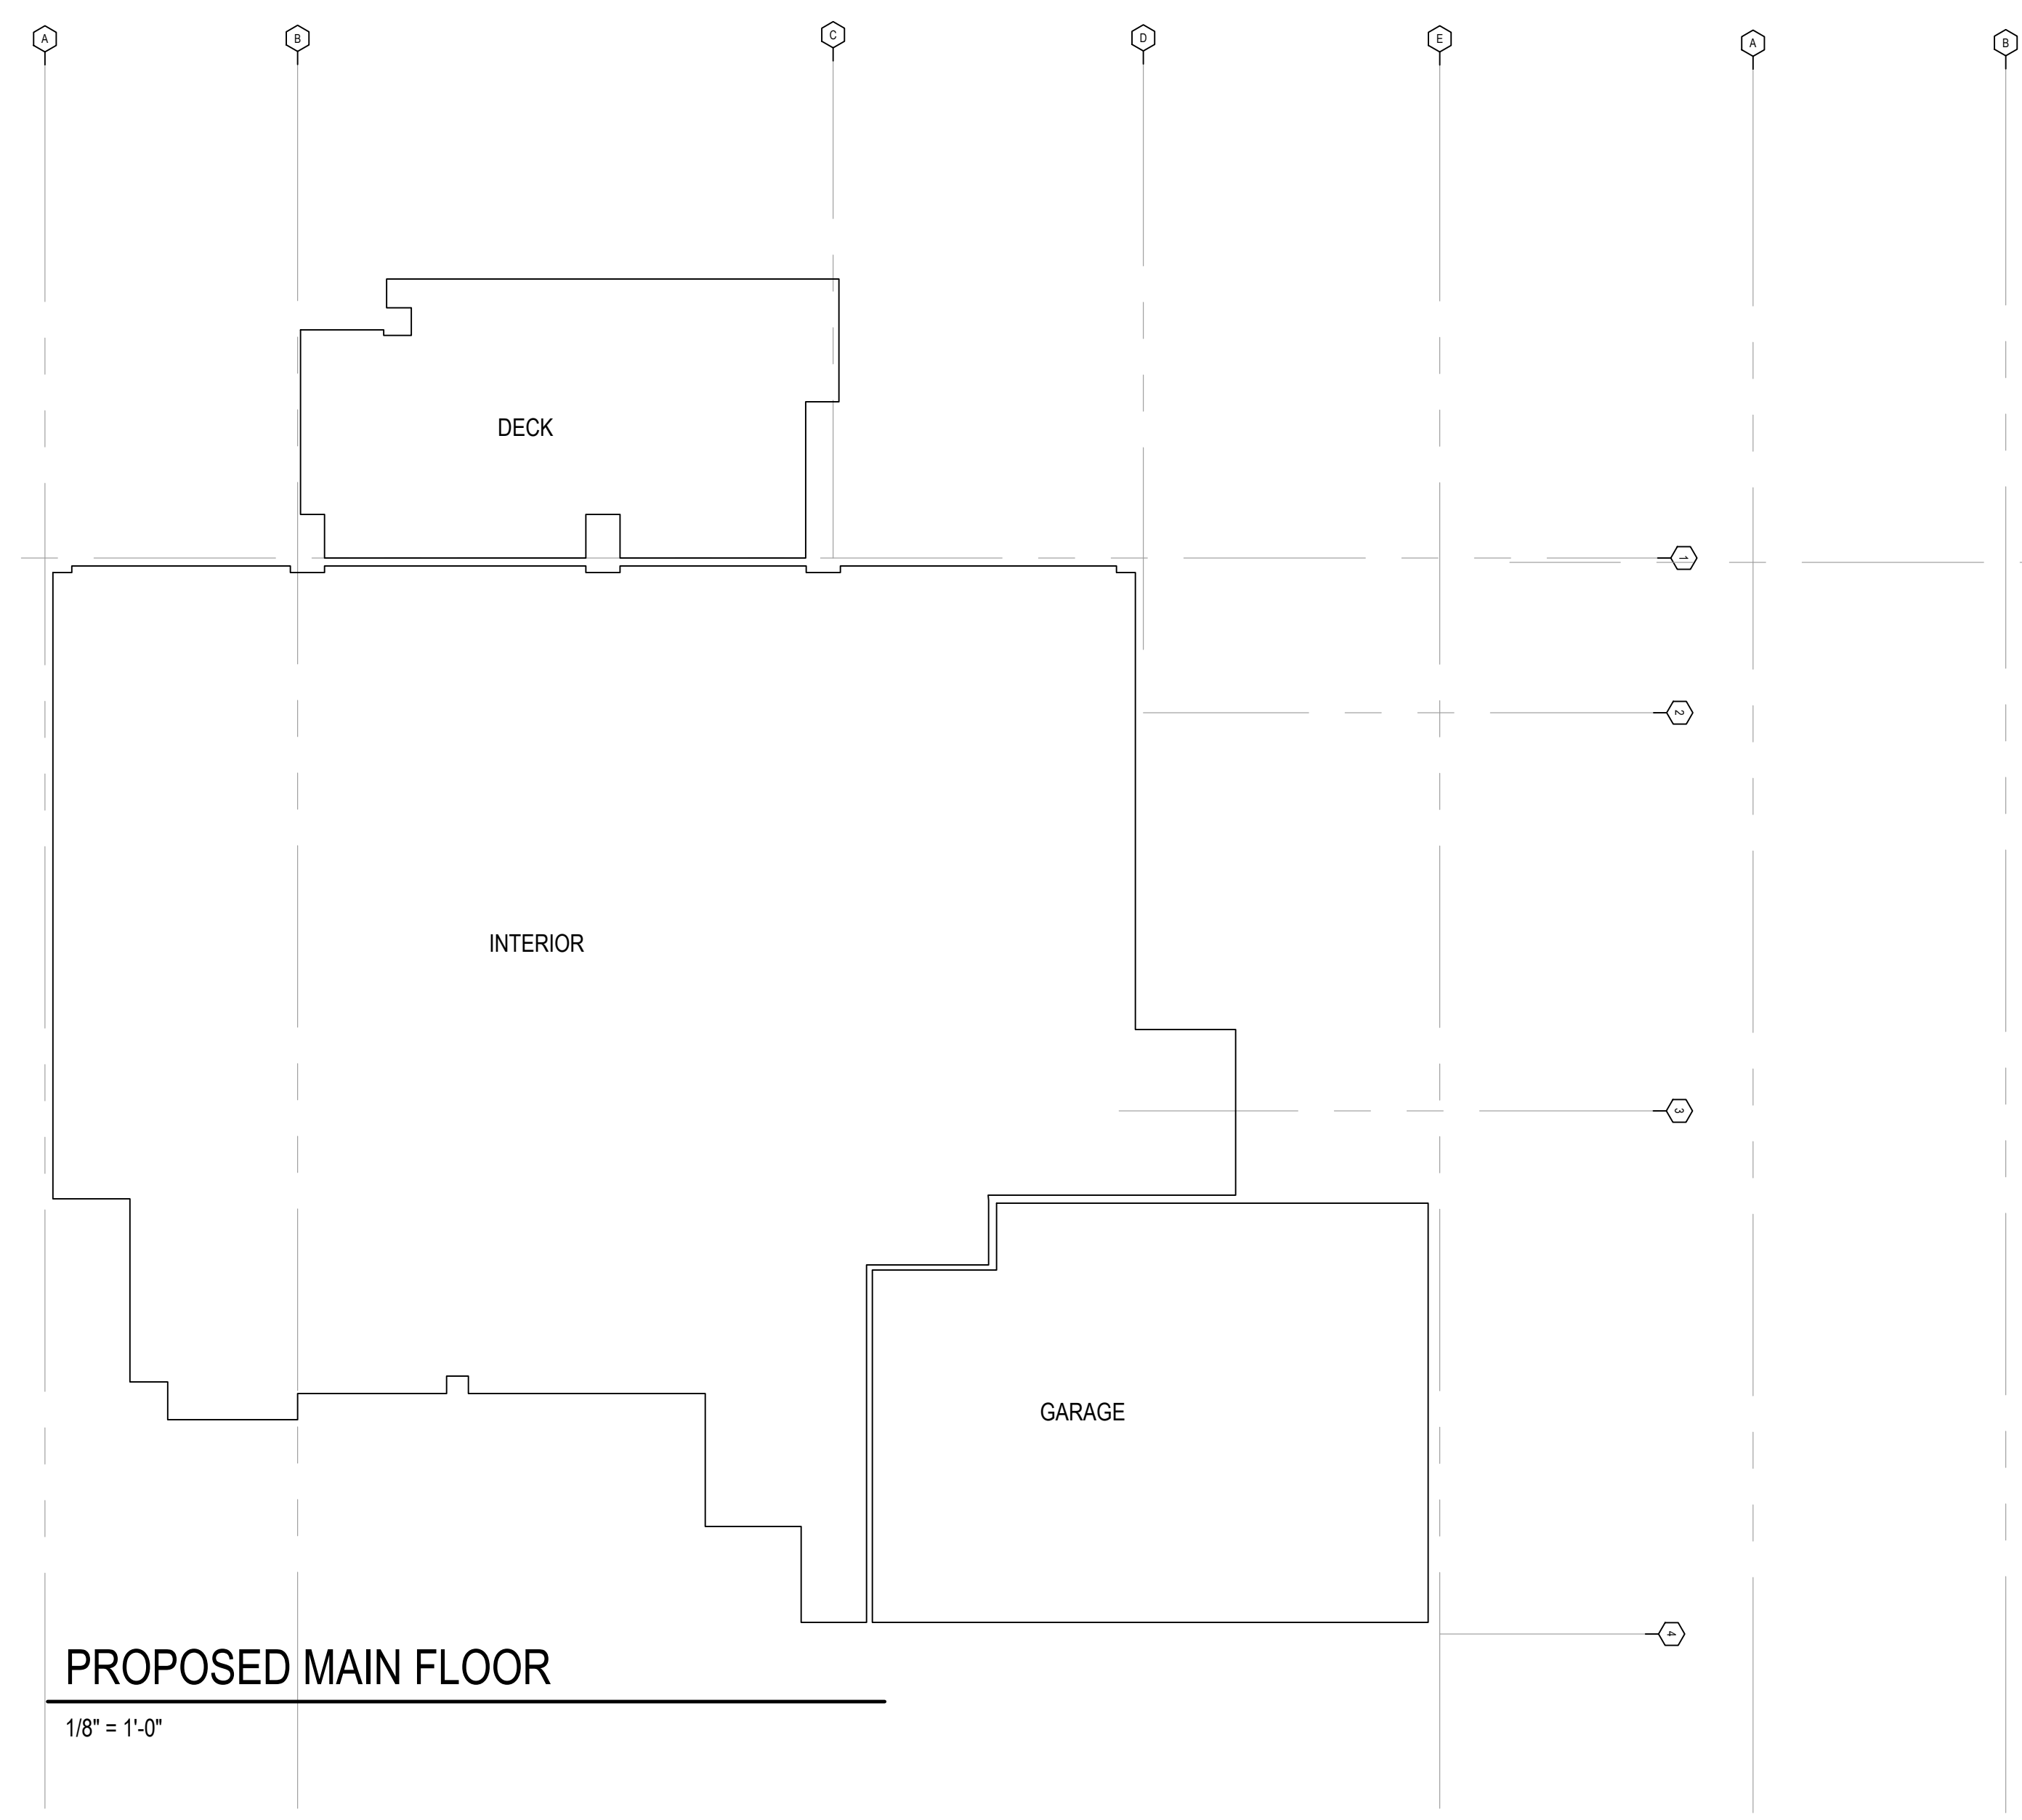 A B C D E A B
DECK
1
2
INTERIOR
3
GARAGE
4
PROPOSED MAIN FLOOR
1/8" = 1'-0"